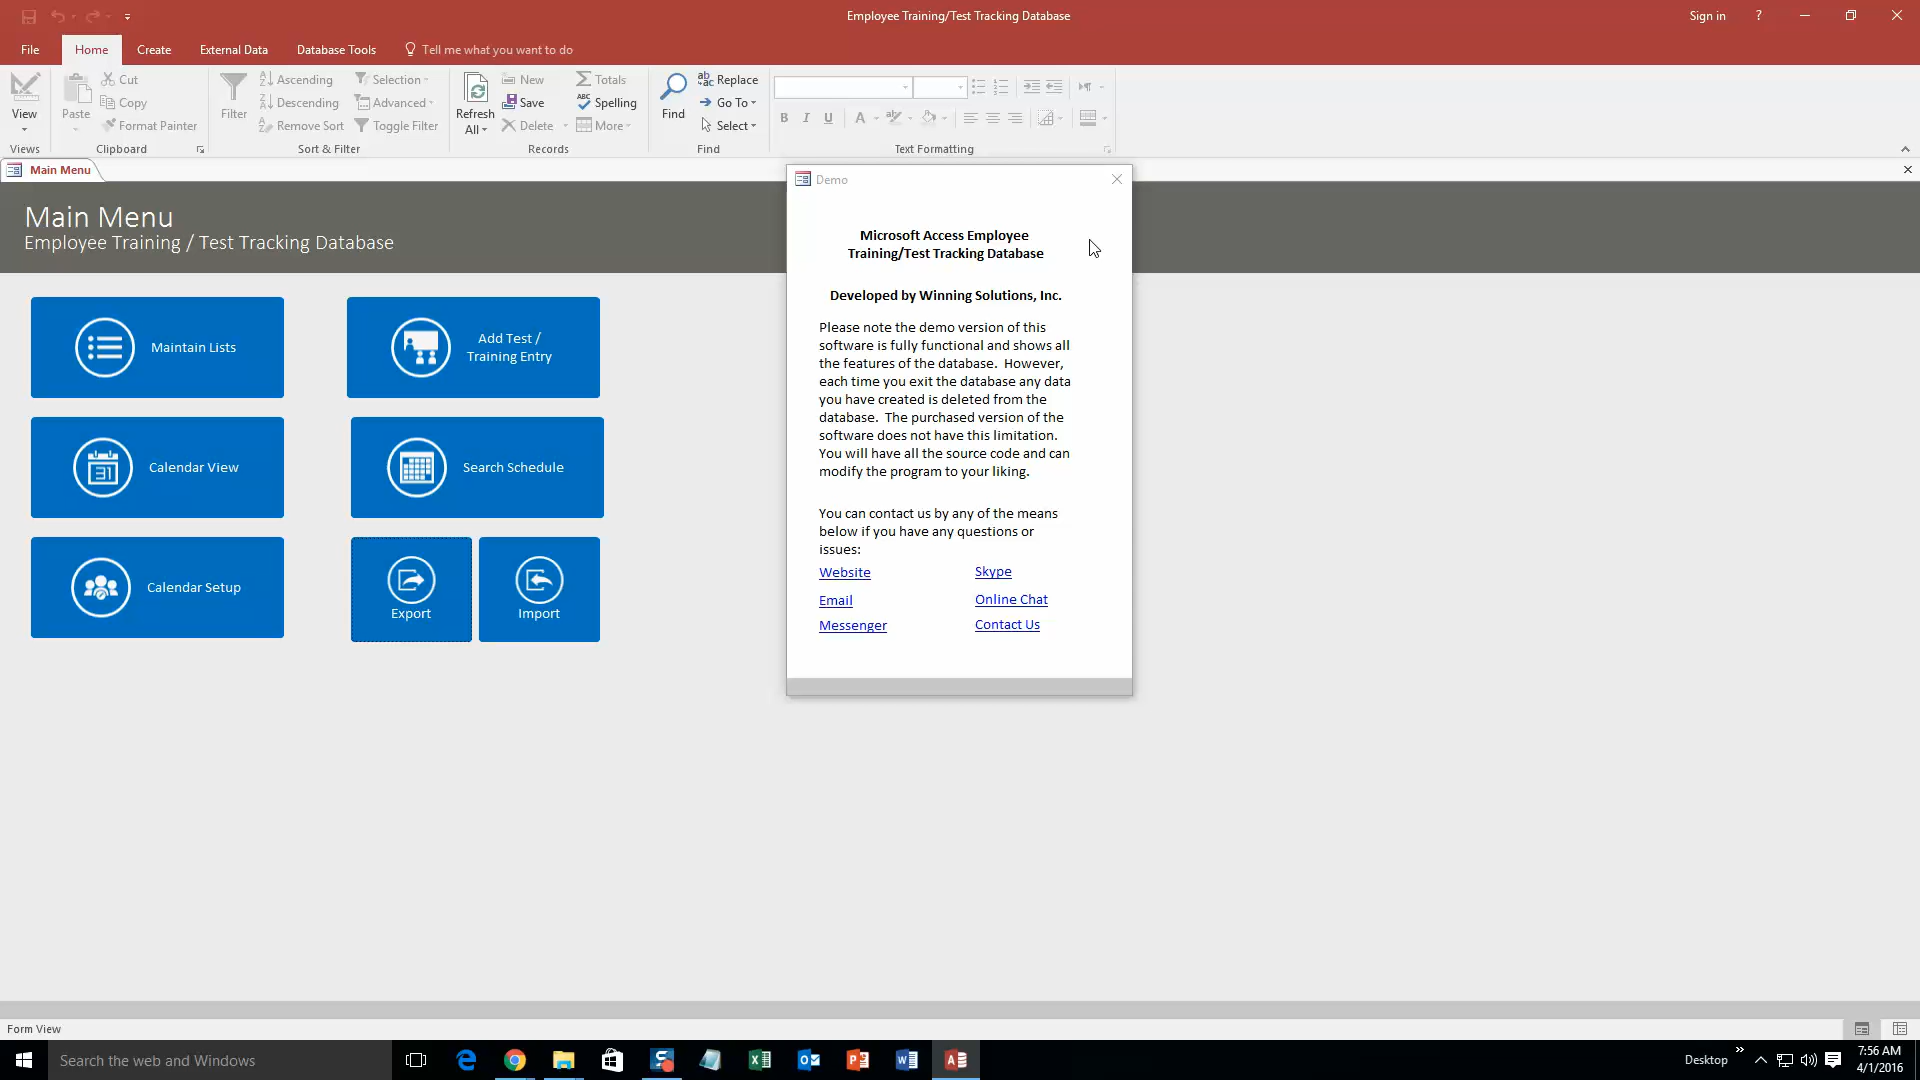 Employee Training/Test Tracking Database
Sign in
?
File
Home
Create
External Data
Database Tools
Tell me what you want to do
View
Views
Paste
Cut
Copy
Format Painter
Clipboard
Filter
Ascending
Descending
Remove Sort
Selection
Advanced
Toggle Filter
Sort & Filter
Refresh
All
New
Save
Delete
Totals
Spelling
More
Records
Find
Replace
Go To
Select
Find
B I U A
Text Formatting
Main Menu
Main Menu
Employee Training / Test Tracking Database
Maintain Lists
Add Test /
Training Entry
31
Calendar View
Search Schedule
Calendar Setup
Export
Import
Demo
Microsoft Access Employee
Training/Test Tracking Database
Developed by Winning Solutions, Inc.
Please note the demo version of this
software is fully functional and shows all
the features of the database. However,
each time you exit the database any data
you have created is deleted from the
database. The purchased version of the
software does not have this limitation.
You will have all the source code and can
modify the program to your liking.
You can contact us by any of the means
below if you have any questions or
issues:
Website
Skype
Email
Online Chat
Messenger
Contact Us
Form View
Search the web and Windows
Desktop
7:56 AM
4/1/2016